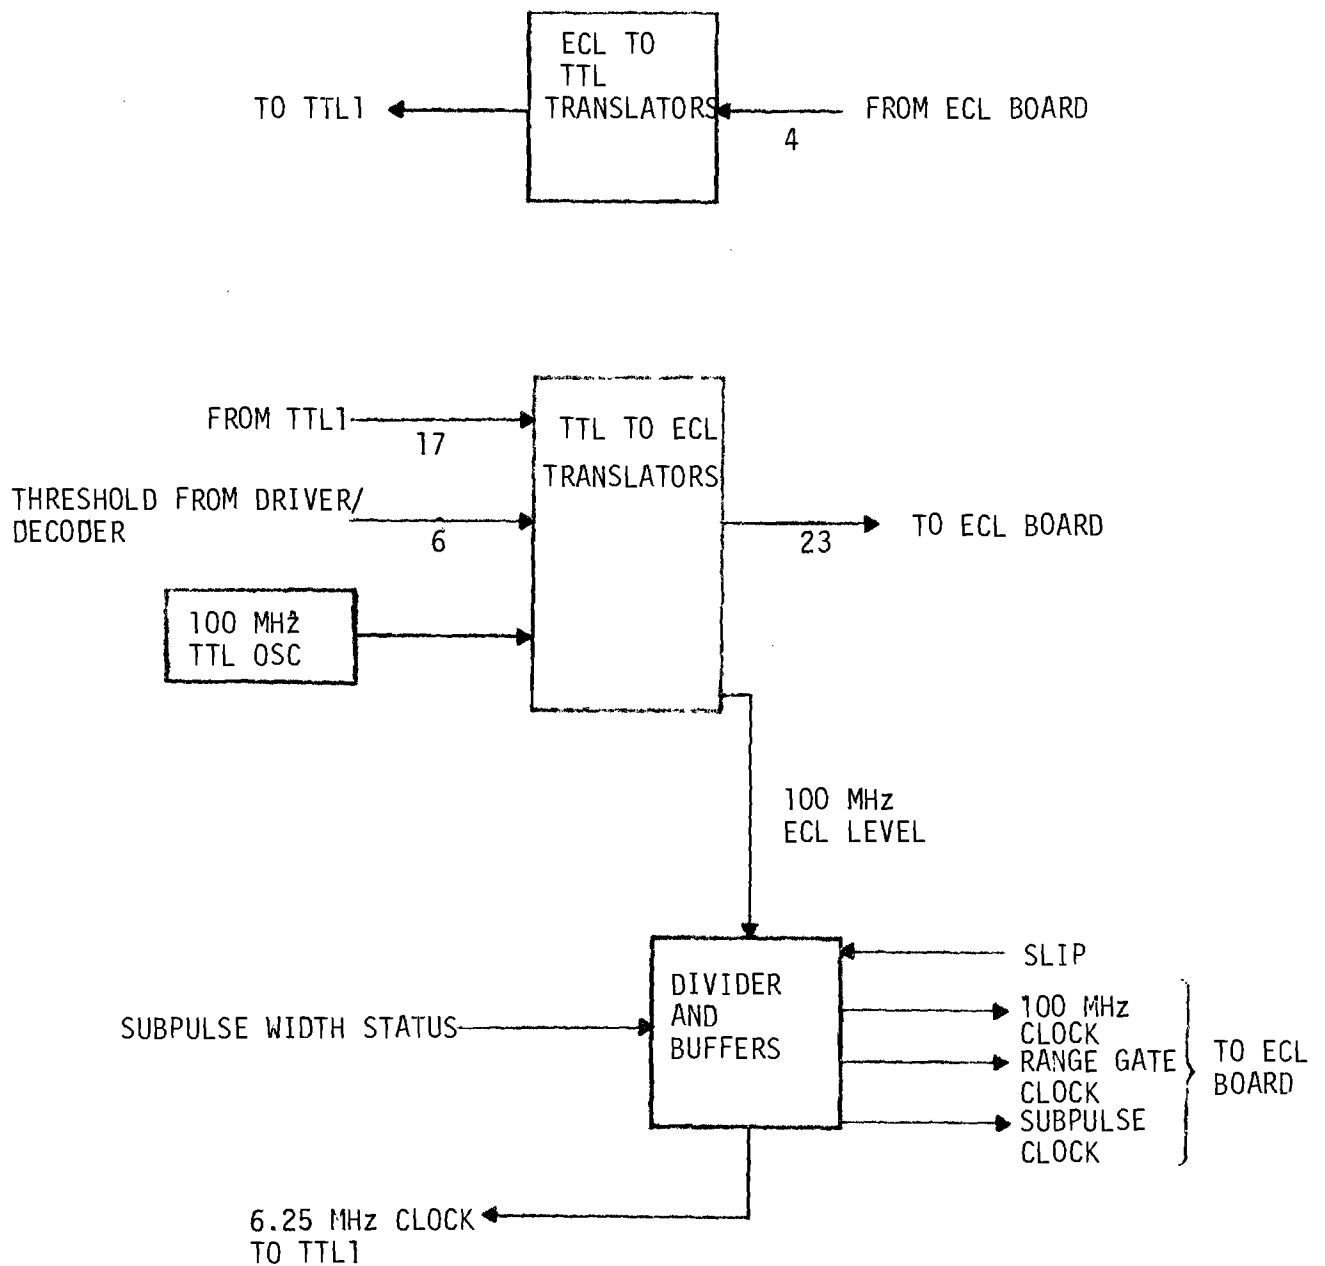 ECL TO
TTL
TRANSLATORS
TO TTL1
FROM ECL BOARD
4
FROM TTL1
17
TTL TO ECL
TRANSLATORS
THRESHOLD FROM DRIVER/
DECODER
6
23
TO ECL BOARD
100 MHz
TTL OSC
100 MHz
ECL LEVEL
SLIP
DIVIDER
AND
BUFFERS
SUBPULSE WIDTH STATUS
100 MHz
CLOCK
RANGE GATE
CLOCK
SUBPULSE
CLOCK
TO ECL
BOARD
6.25 MHz CLOCK
TO TTL1